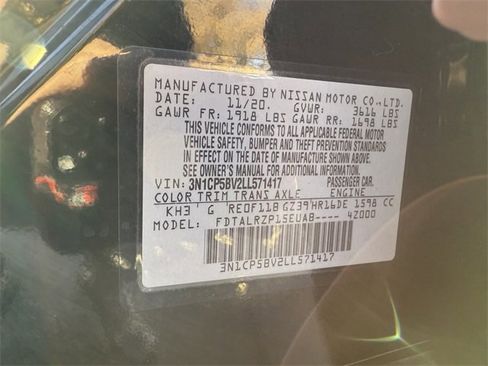 MANUFACTURED BY NISSAN MOTOR CO.,LTD.
DATE: 11/20. GVWR: 3616 LBS
GAWR FR: 1918 LBS GAWR RR: 1698 LBS
THIS VEHICLE CONFORMS TO ALL APPLICABLE FEDERAL MOTOR
VEHICLE SAFETY, BUMPER AND THEFT PREVENTION STANDARDS
IN EFFECT ON THE DATE OF MANUFACTURE SHOWN ABOVE.
SEE OWNER'S MANUAL FOR ADDITIONAL INFORMATION.
VIN: 3N1CP5BV2LL571417 PASSENGER CAR.
COLOR TRIM TRANS AXLE ENGINE
KH3 G RE0F11B GZ39 HR16DE 1598 CC
MODEL: FDTALRZP15EUA8---- 4Z000
3N1CP5BV2LL571417